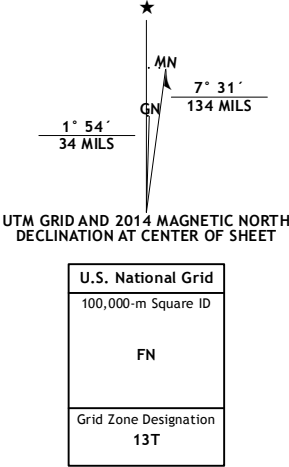 ★
MN
7° 31´
134 MILS
GN
1° 54´
34 MILS
UTM GRID AND 2014 MAGNETIC NORTH
DECLINATION AT CENTER OF SHEET
U.S. National Grid
100,000-m Square ID
FN
Grid Zone Designation
13T